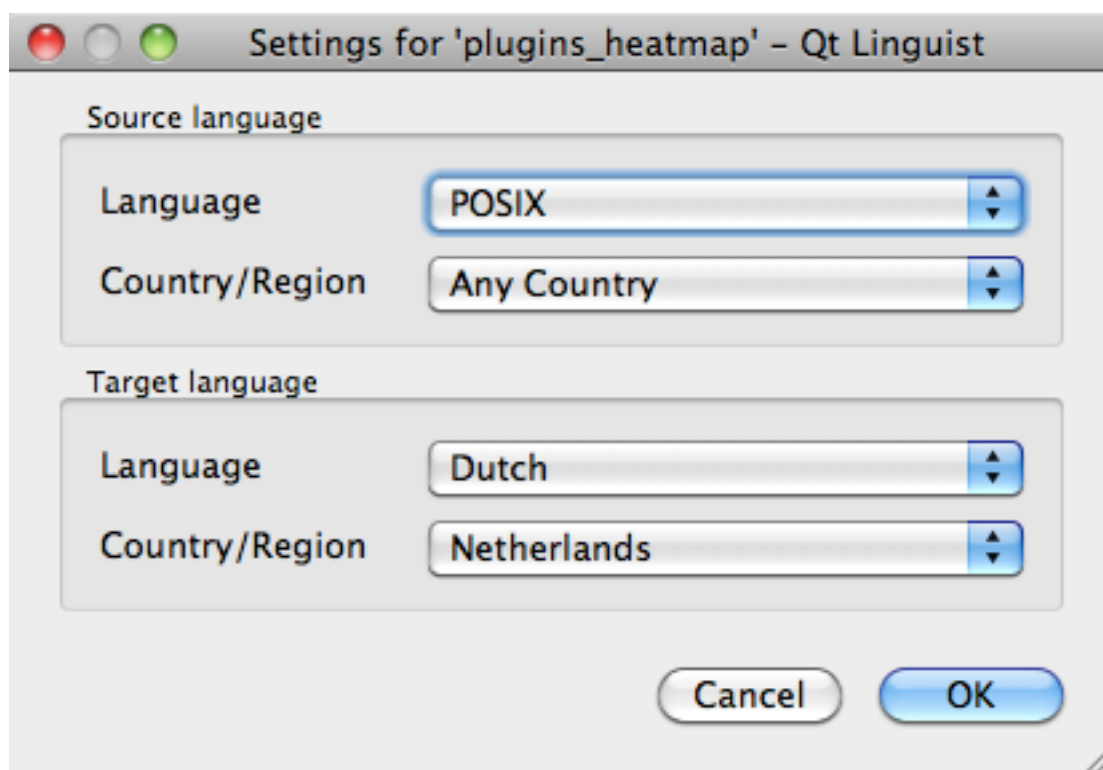 Settings for 'plugins_heatmap' – Qt Linguist
Source language
Language POSIX
Country/Region Any Country
Target language
Language Dutch
Country/Region Netherlands
Cancel OK